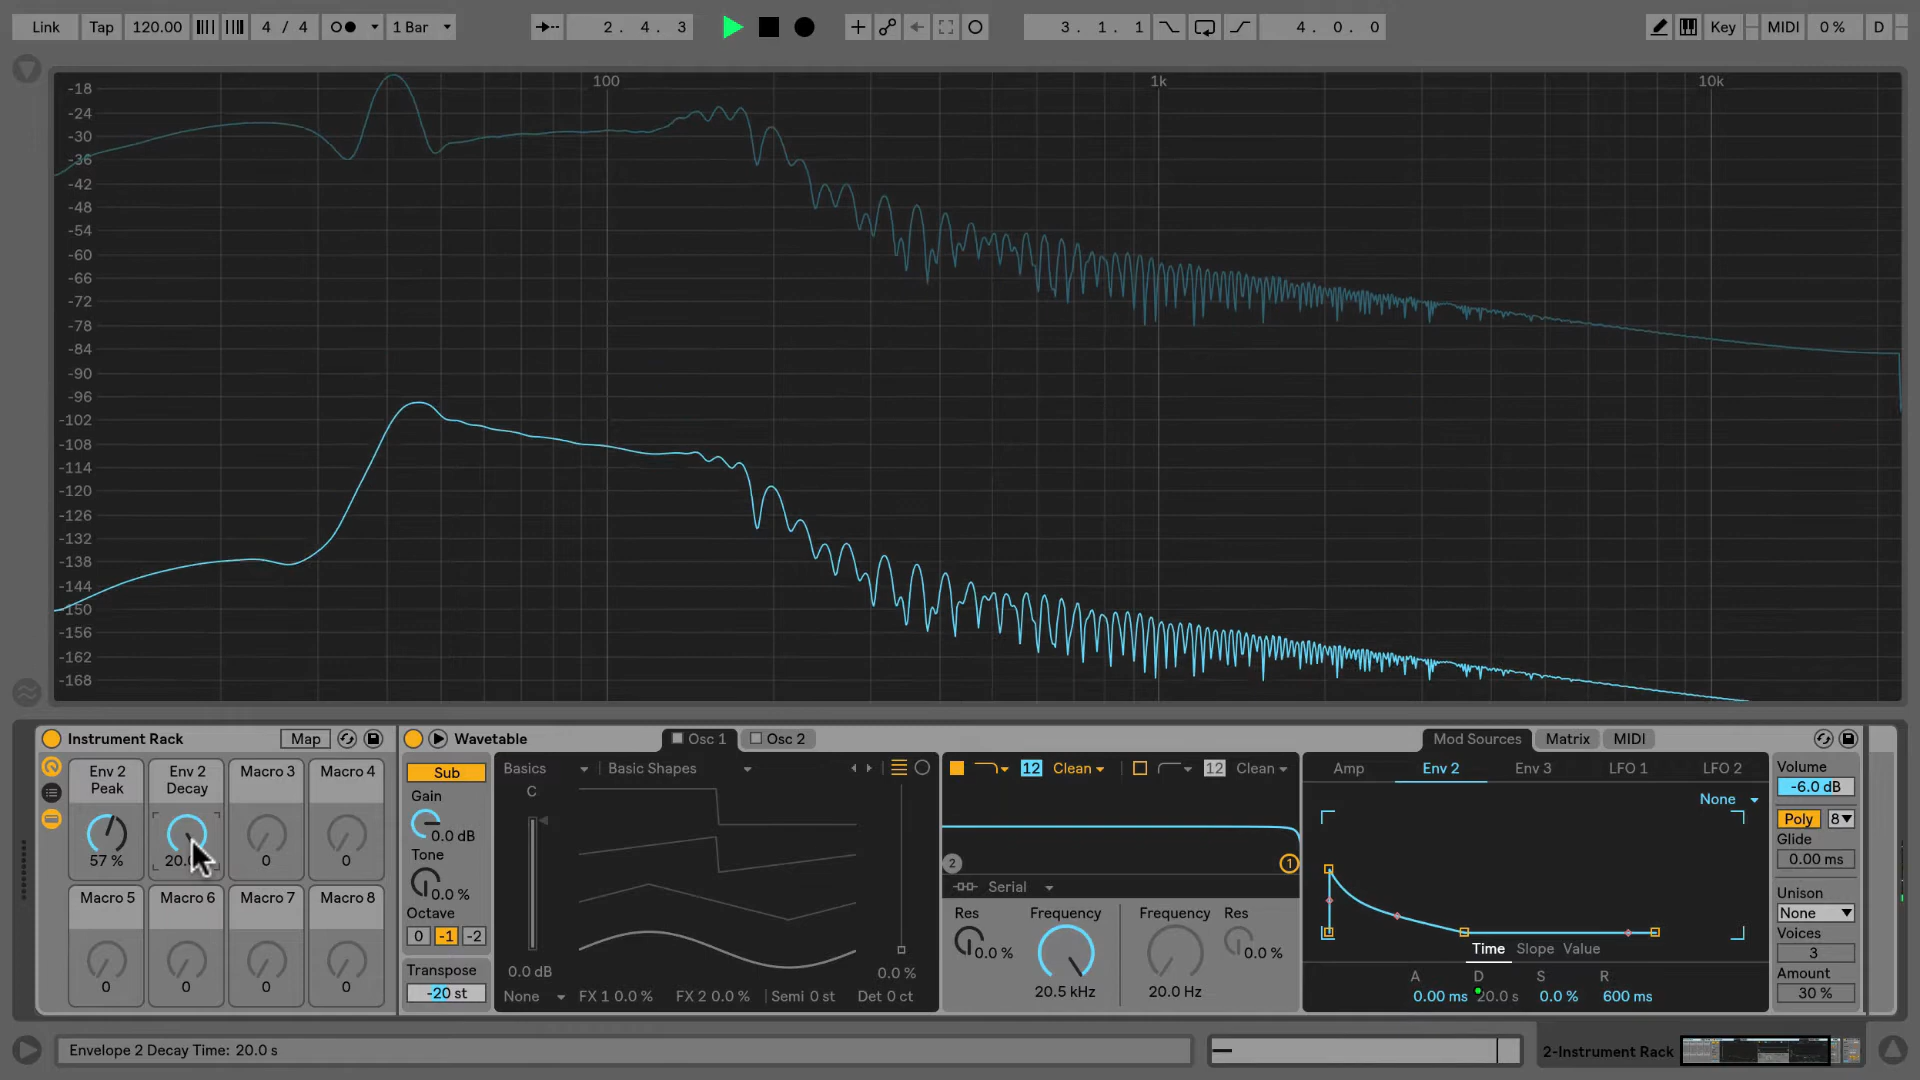 Link Tap 120.00 4 / 4 1 Bar 2. 4. 3 3. 1. 1 4. 0. 0 Key MIDI 0 % D
100 1k 10k
-18
-24
-30
-36
-42
-48
-54
-60
-66
-72
-78
-84
-90
-96
-102
-108
-114
-120
-126
-132
-138
-144
-150
-156
-162
-168
Instrument Rack Map
Env 2 Peak
Env 2 Decay
Macro 3
Macro 4
57 %
0
0
Macro 5 Macro 6 Macro 7 Macro 8
0 0 0 0
Wavetable Osc 1 Osc 2
Sub
Gain
0.0 dB
Tone
0.0 %
Octave
0 -1 -2
Transpose
-20 st
Basics Basic Shapes
C
0.0 dB 0.0 %
None FX 1 0.0 % FX 2 0.0 % Semi 0 st Det 0 ct
12 Clean 12 Clean
2 1
Serial
Res Frequency Frequency Res
0.0 % 0.0 %
20.5 kHz 20.0 Hz
Mod Sources Matrix MIDI
Amp Env 2 Env 3 LFO 1 LFO 2
None
Time Slope Value
A D S R
0.00 ms 20.0 s 0.0 % 600 ms
Volume
-6.0 dB
Poly 8
Glide
0.00 ms
Unison
None
Voices
3
Amount
30 %
Envelope 2 Decay Time: 20.0 s
2-Instrument Rack